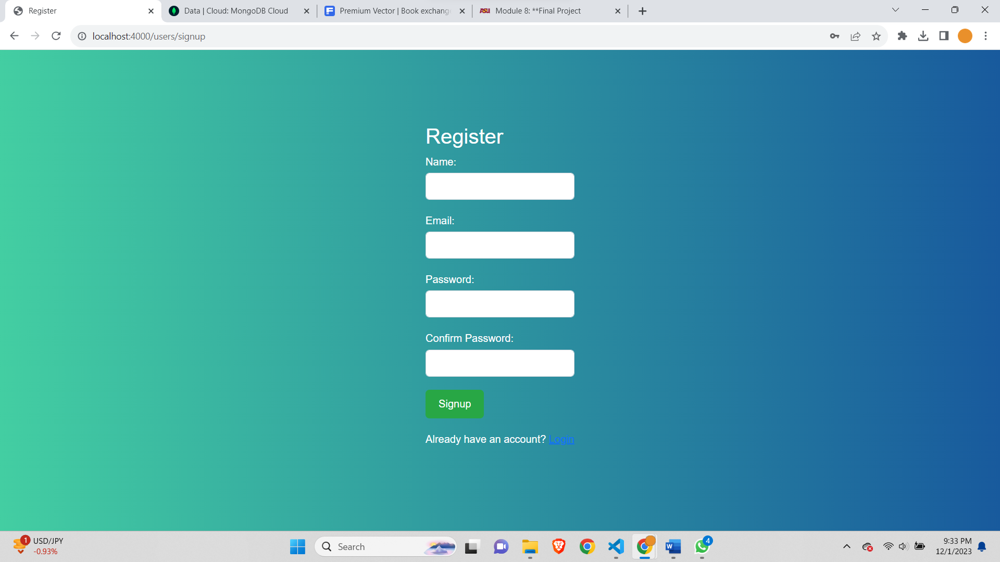 Register
Data | Cloud: MongoDB Cloud
Premium Vector | Book exchang
ASU
Module 8: **Final Project
localhost:4000/users/signup
Register
Name:
Email:
Password:
Confirm Password:
Signup
Already have an account? Login
1
USD/JPY
-0.93%
Search
W
4
9:33 PM
12/1/2023